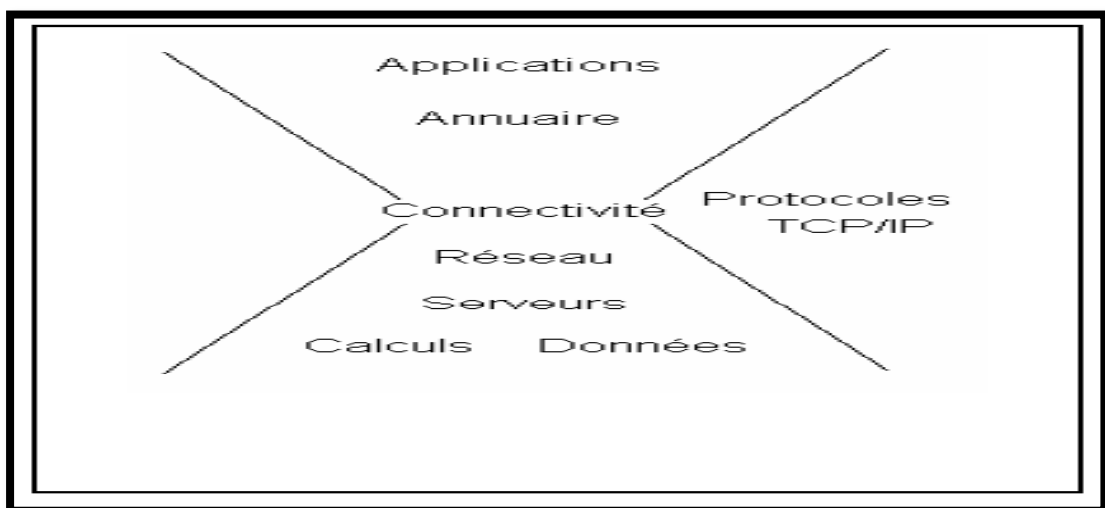 Applications
Annuaire
Connectivité
Protocoles
TCP/IP
Réseau
Serveurs
Calculs Données